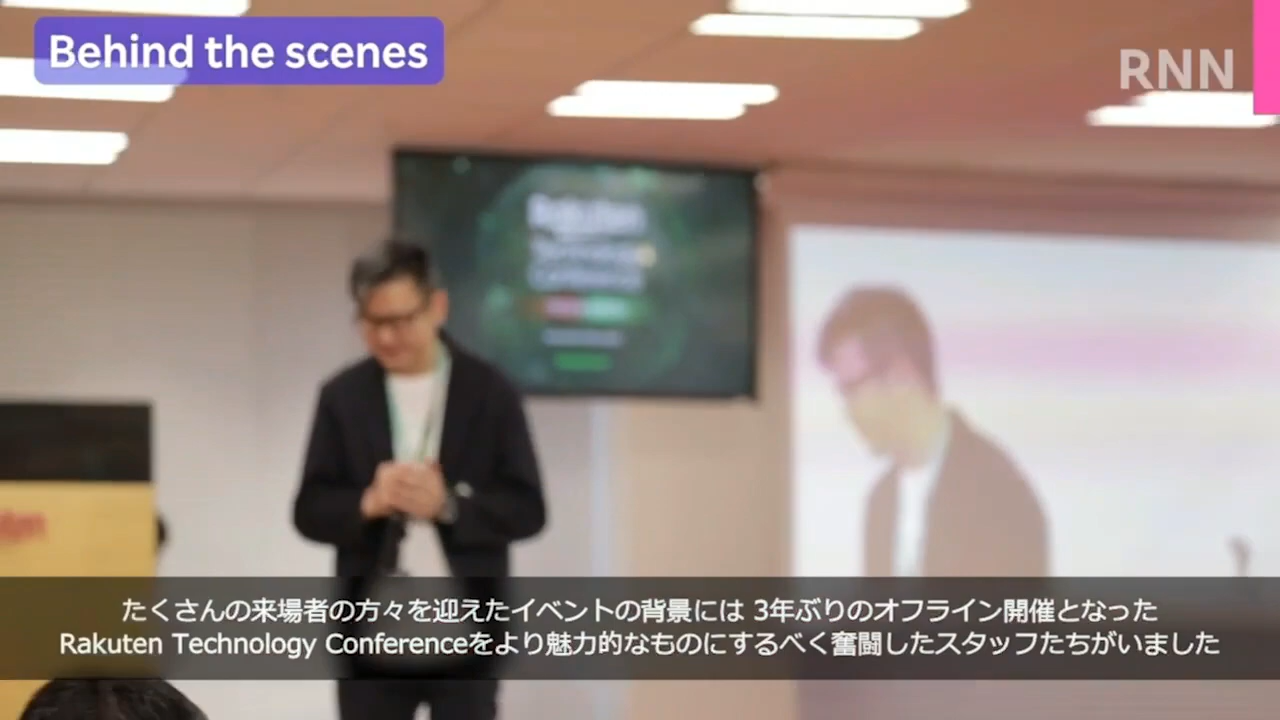 Behind the scenes
RNN
Rakuten
Technology
Conference
たくさんの来場者の方々を迎えたイベントの背景には 3年ぶりのオフライン開催となった
Rakuten Technology Conferenceをより魅力的なものにするべく奮闘したスタッフたちがいました